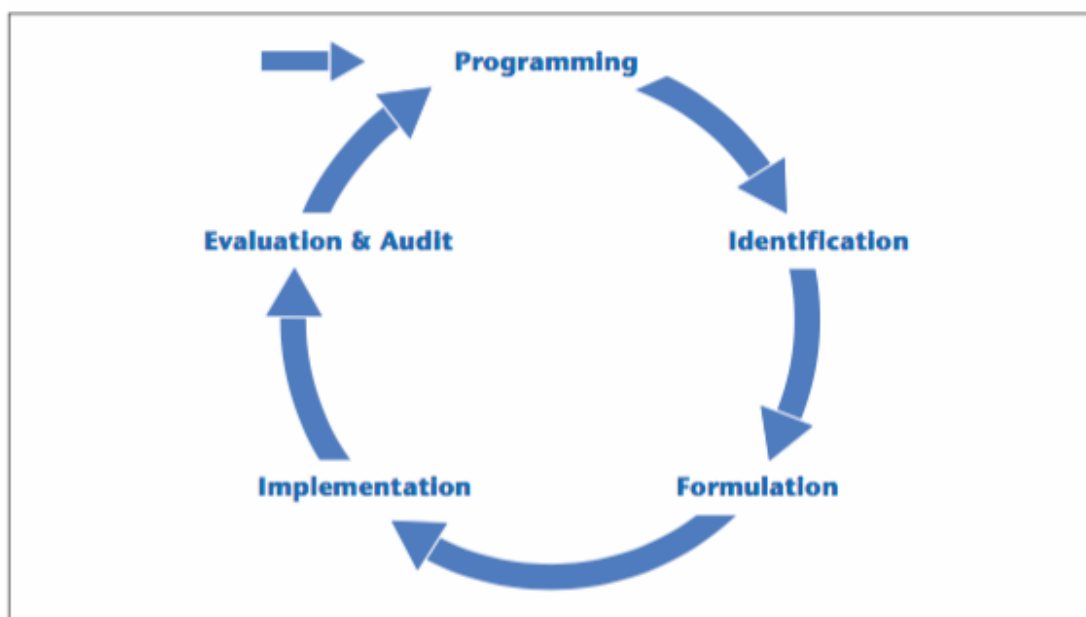 Programming
Evaluation & Audit
Identification
Implementation
Formulation